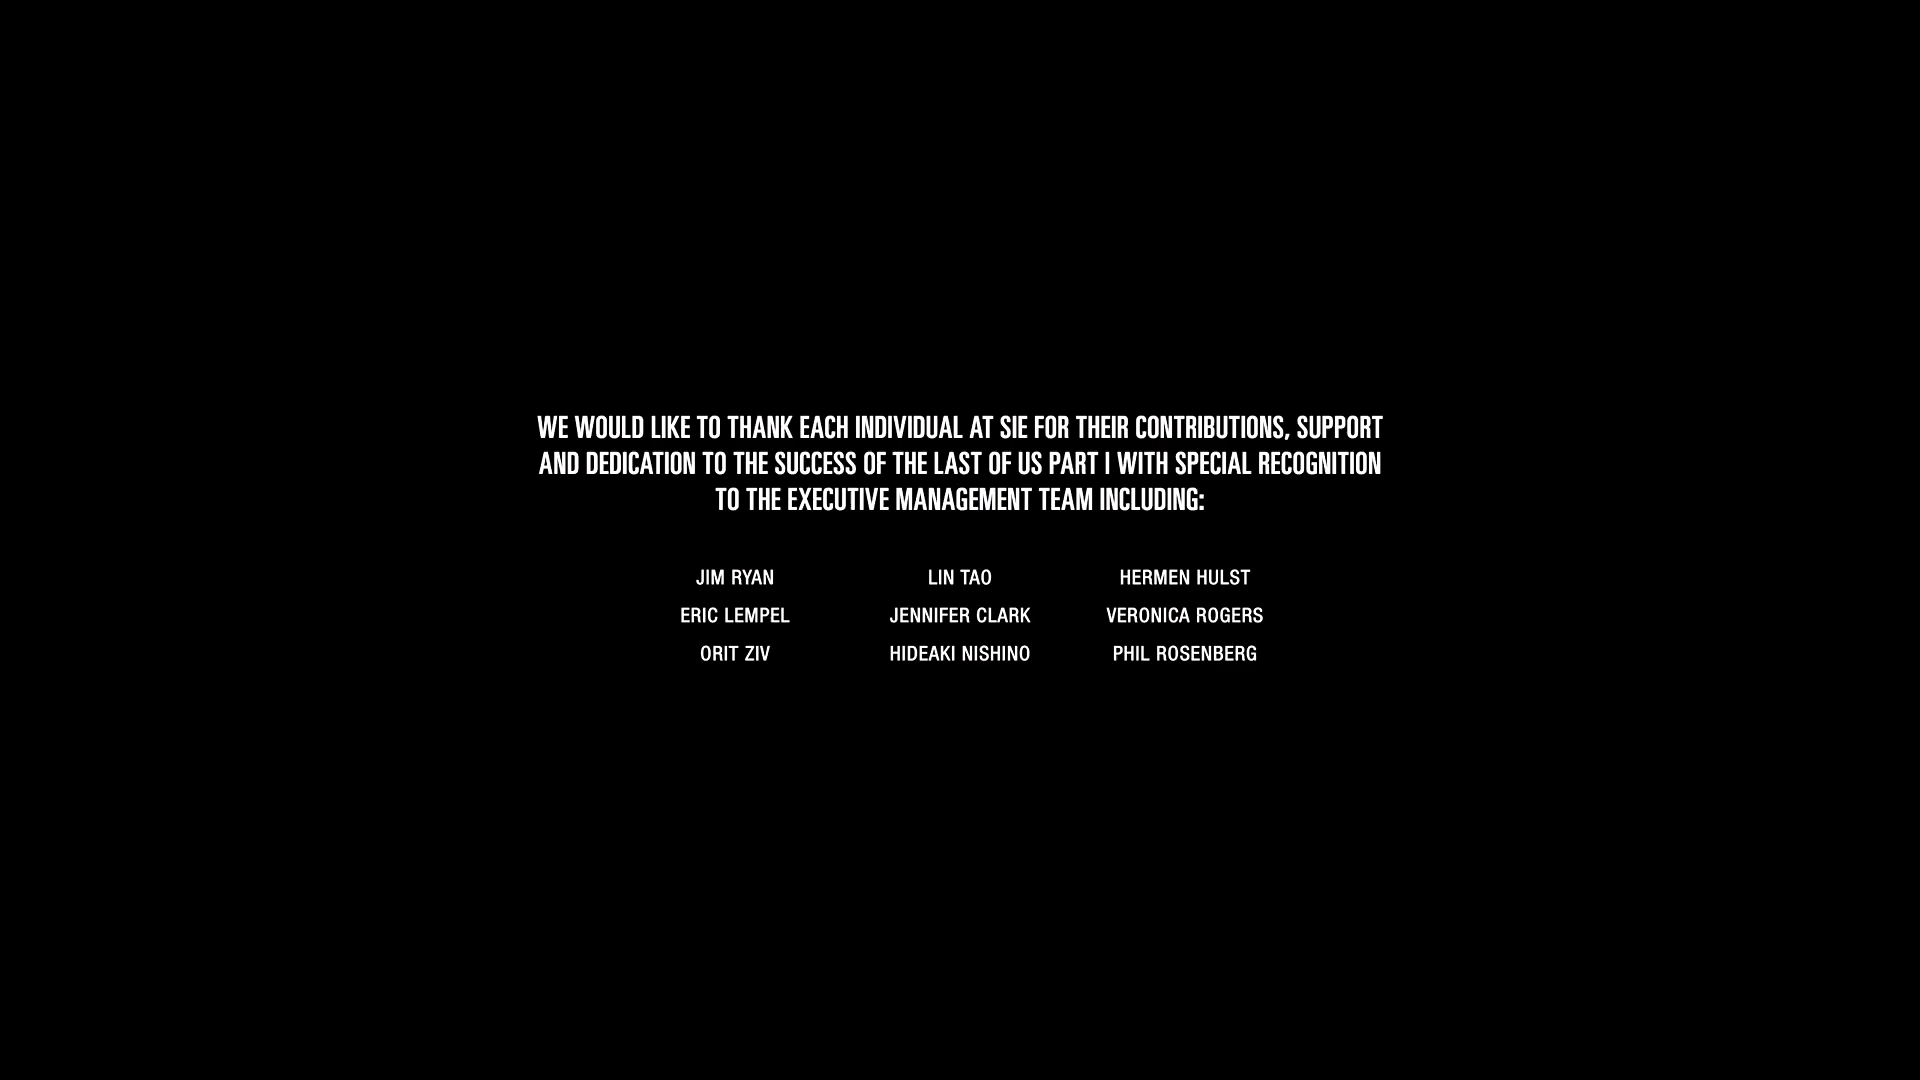 WE WOULD LIKE TO THANK EACH INDIVIDUAL AT SIE FOR THEIR CONTRIBUTIONS, SUPPORT
AND DEDICATION TO THE SUCCESS OF THE LAST OF US PART I WITH SPECIAL RECOGNITION
TO THE EXECUTIVE MANAGEMENT TEAM INCLUDING:
JIM RYAN LIN TAO HERMEN HULST
ERIC LEMPEL JENNIFER CLARK VERONICA ROGERS
ORIT ZIV HIDEAKI NISHINO PHIL ROSENBERG